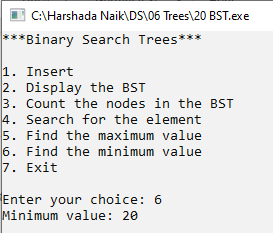 C:\Harshada Naik\DS\06 Trees\20 BST.exe
***Binary Search Trees***
1. Insert
2. Display the BST
3. Count the nodes in the BST
4. Search for the element
5. Find the maximum value
6. Find the minimum value
7. Exit
Enter your choice: 6
Minimum value: 20